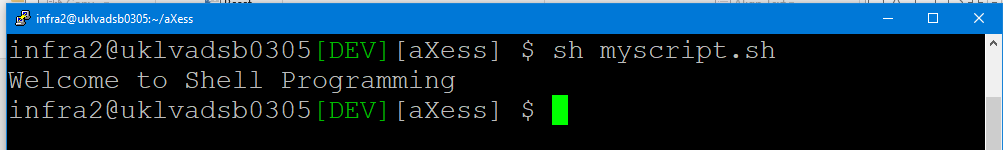 infra2@uklvadsb0305:~/aXess
infra2@uklvadsb0305[DEV][aXess] $ sh myscript.sh
Welcome to Shell Programming
infra2@uklvadsb0305[DEV][aXess] $